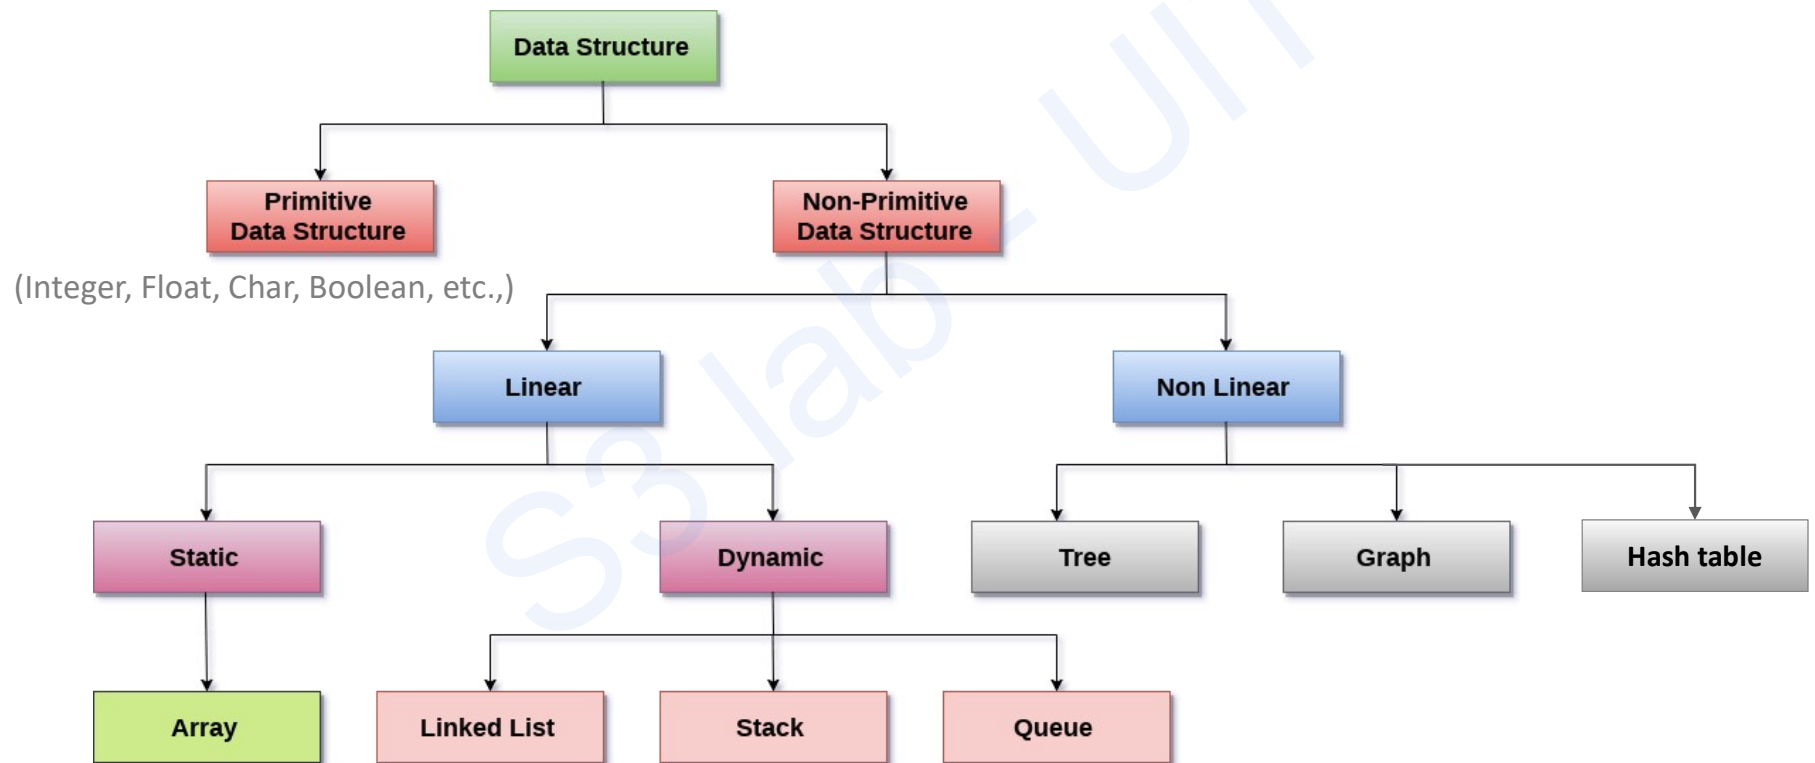 Data Structure
Primitive
Data Structure
Non-Primitive
Data Structure
(Integer, Float, Char, Boolean, etc.,)
Linear
Non Linear
Static
Dynamic
Tree
Graph
Hash table
Array
Linked List
Stack
Queue
S3 lab - UIT